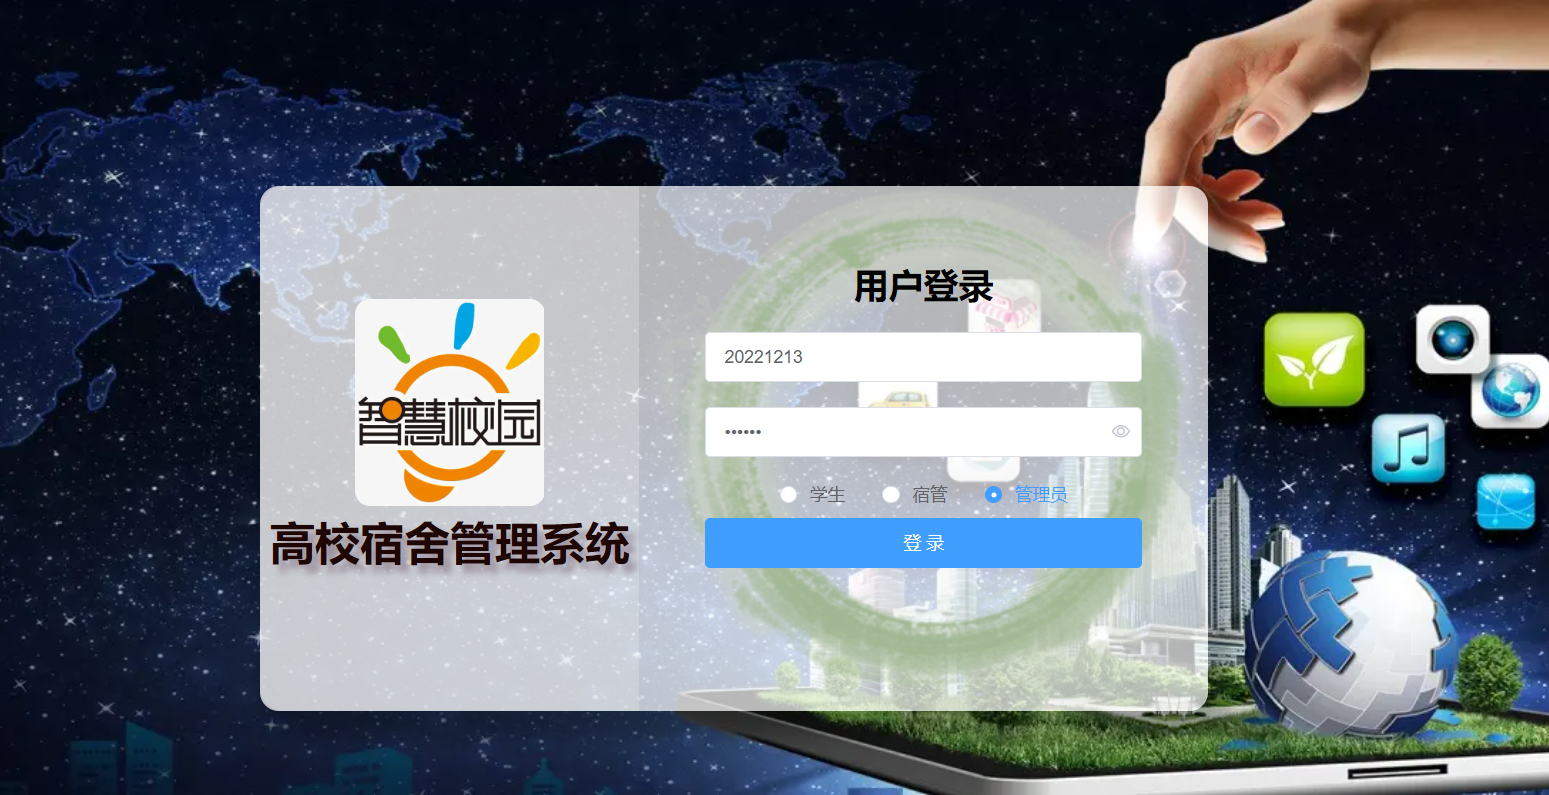 智慧校园
高校宿舍管理系统
用户登录
20221213
••••••
学生 宿管 管理员
登录